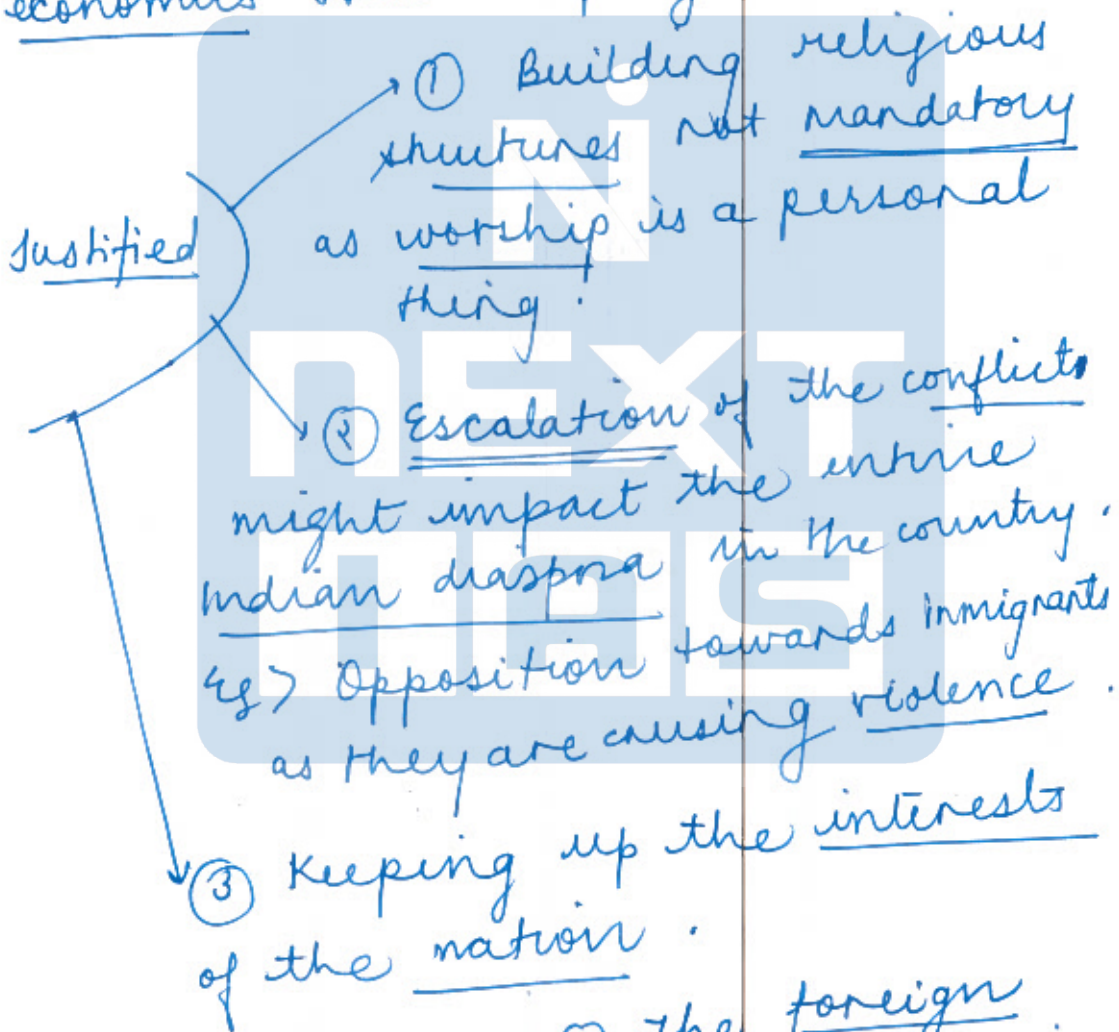 economics
① Building religious
structures not mandatory
as worship is a personal
thing.
Justified
② Escalation of the conflicts
might impact the entire
Indian diaspora in the country.
Eg> Opposition towards immigrants
as they are causing violence.
③ Keeping up the interests
of the nation.
the foreign
NEXT
IAS